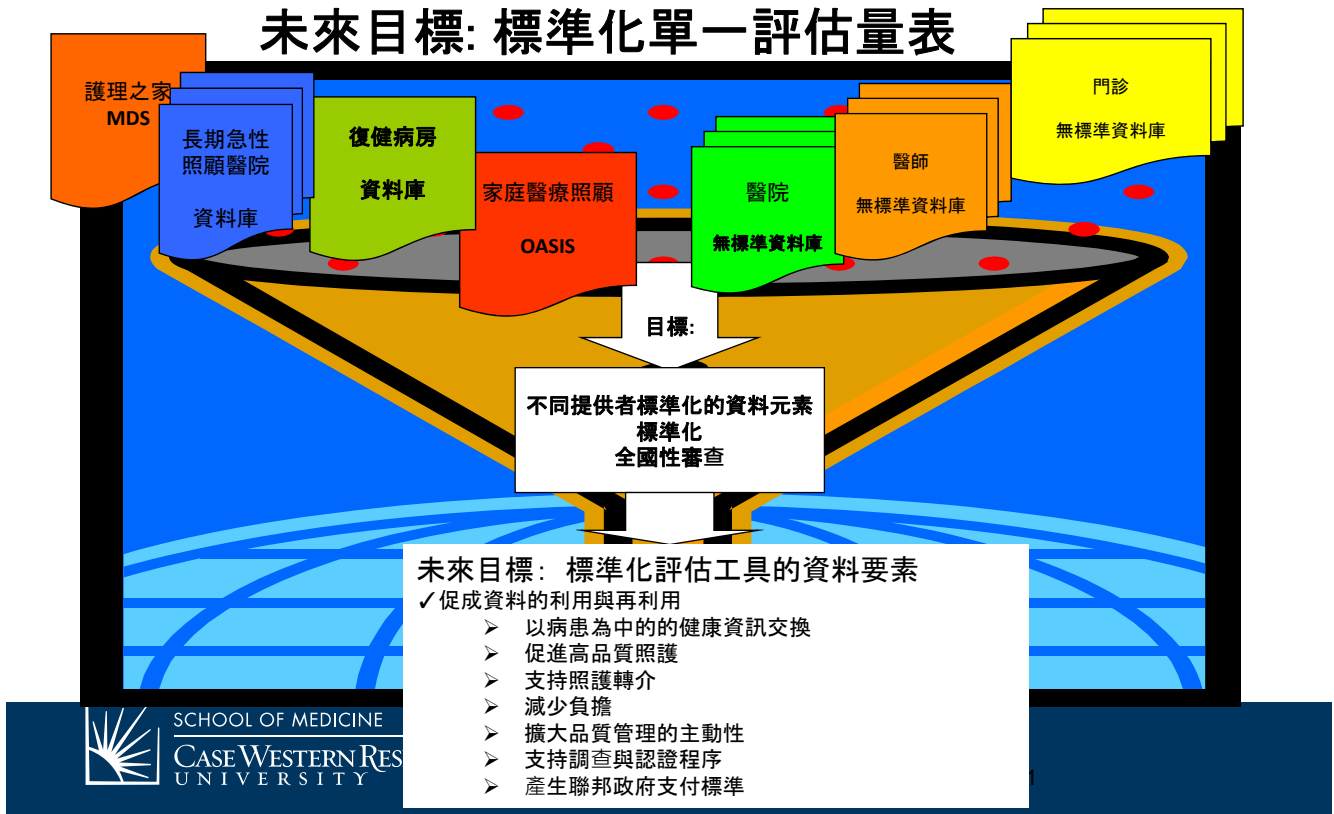 未來目標: 標準化單一評估量表
護理之家
MDS
長期急性
照顧醫院
資料庫
復健病房
資料庫
家庭醫療照顧
OASIS
醫院
無標準資料庫
醫師
無標準資料庫
門診
無標準資料庫
目標:
不同提供者標準化的資料元素
標準化
全國性審查
未來目標: 標準化評估工具的資料要素
✓促成資料的利用與再利用
➢ 以病患為中的的健康資訊交換
➢ 促進高品質照護
➢ 支持照護轉介
➢ 減少負擔
➢ 擴大品質管理的主動性
➢ 支持調查與認證程序
➢ 產生聯邦政府支付標準
SCHOOL OF MEDICINE
CASE WESTERN RES
UNIVERSITY